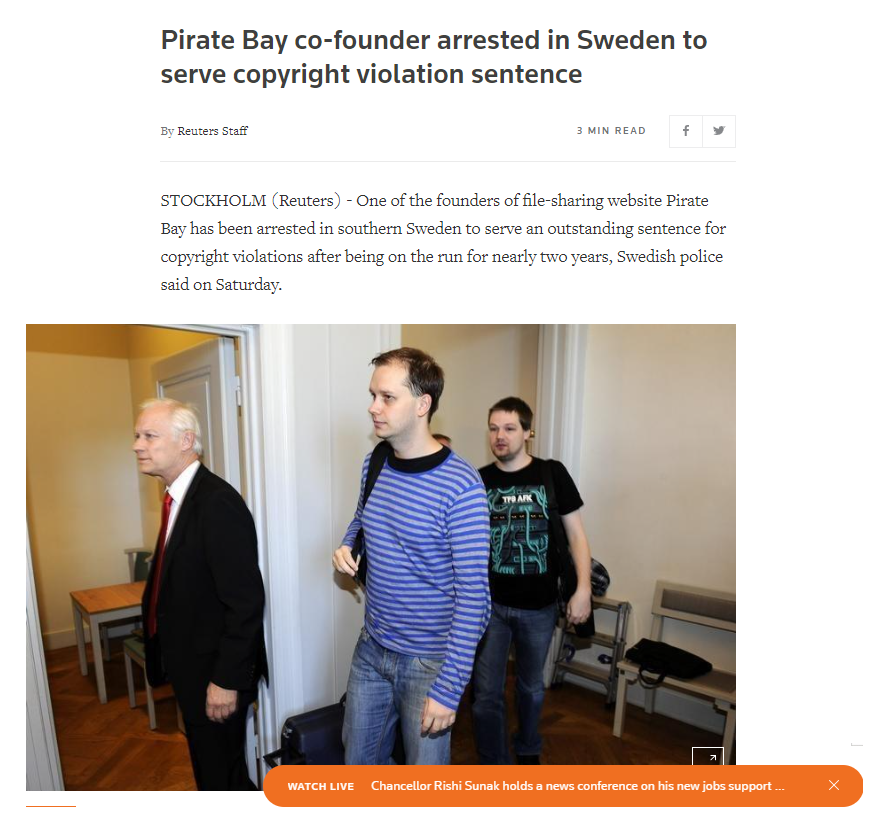 Pirate Bay co-founder arrested in Sweden to
serve copyright violation sentence
By Reuters Staff
3 MIN READ
STOCKHOLM (Reuters) - One of the founders of file-sharing website Pirate
Bay has been arrested in southern Sweden to serve an outstanding sentence for
copyright violations after being on the run for nearly two years, Swedish police
said on Saturday.
TPB AFK
WATCH LIVE Chancellor Rishi Sunak holds a news conference on his new jobs support ...